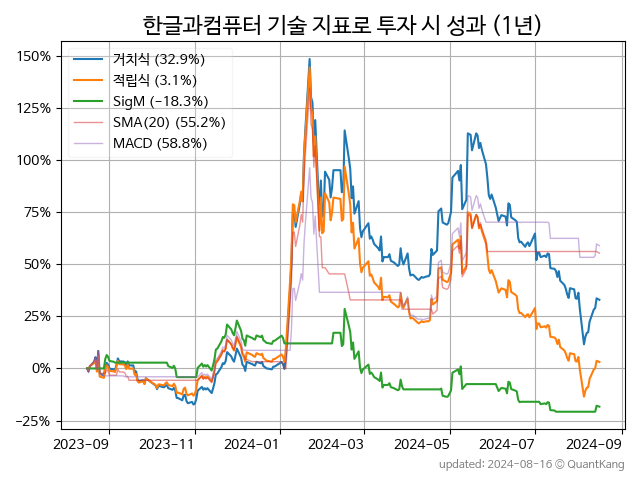 한글과컴퓨터 기술 지표로 투자 시 성과 (1년)
150%
125%
100%
75%
50%
25%
0%
−25%
거치식 (32.9%)
적립식 (3.1%)
SigM (−18.3%)
SMA(20) (55.2%)
MACD (58.8%)
2023−09
2023−11
2024−01
2024−03
2024−05
2024−07
2024−09
updated: 2024-08-16 © QuantKang